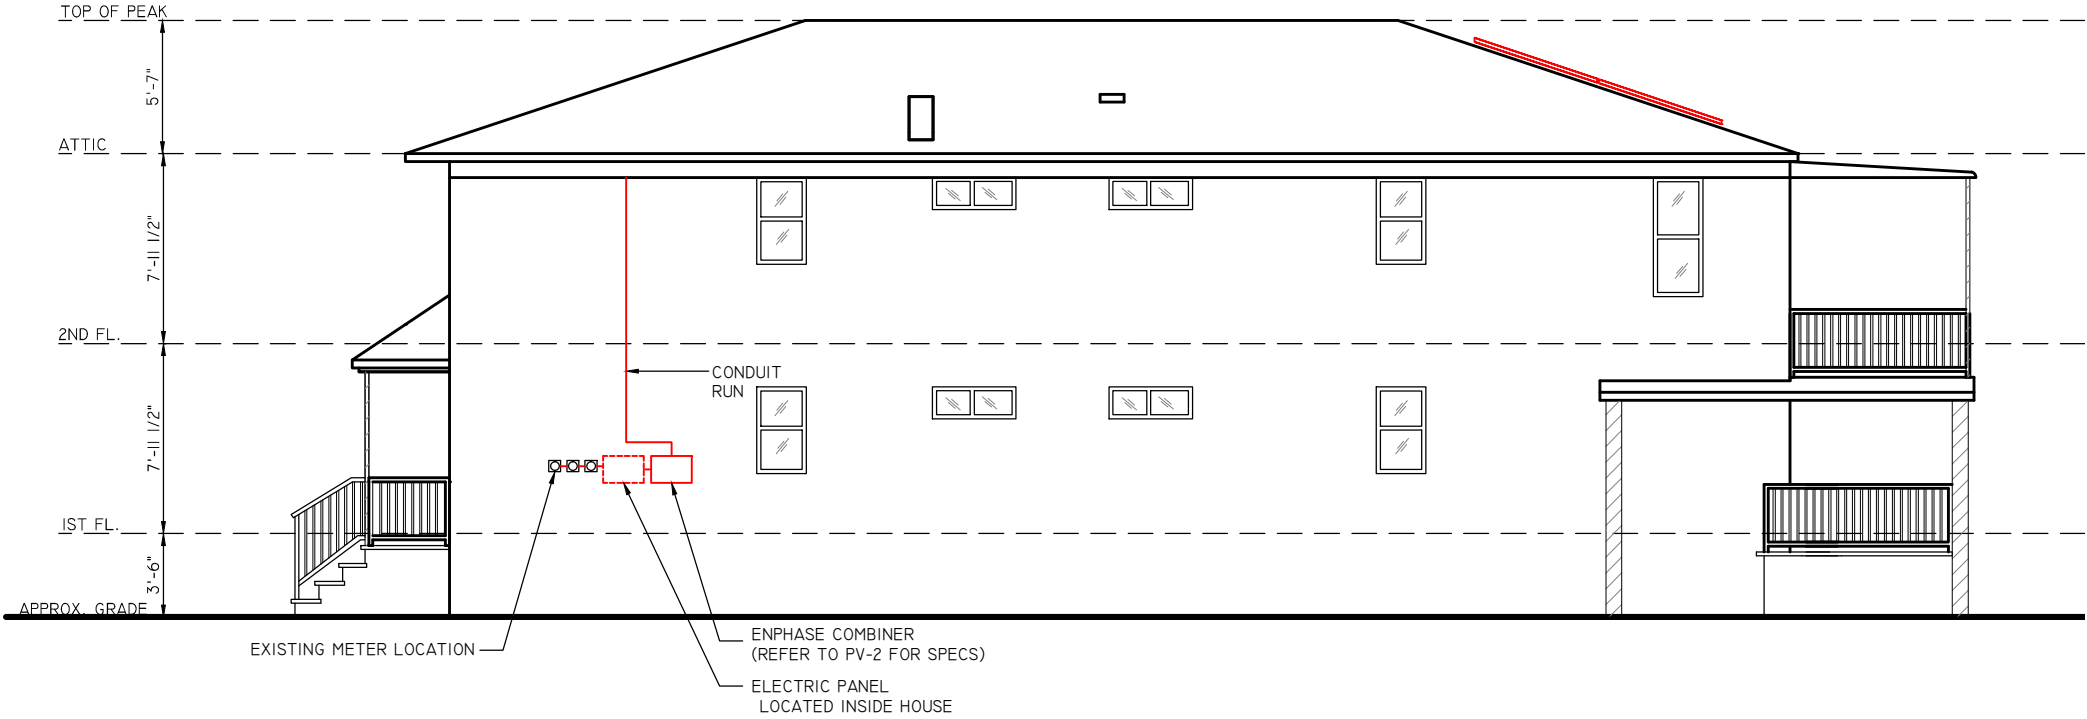 TOP OF PEAK
5'-7"
ATTIC
7'-11 1/2"
2ND FL.
CONDUIT
RUN
7'-11 1/2"
1ST FL.
3'-6"
APPROX. GRADE
EXISTING METER LOCATION
ENPHASE COMBINER
(REFER TO PV-2 FOR SPECS)
ELECTRIC PANEL
LOCATED INSIDE HOUSE